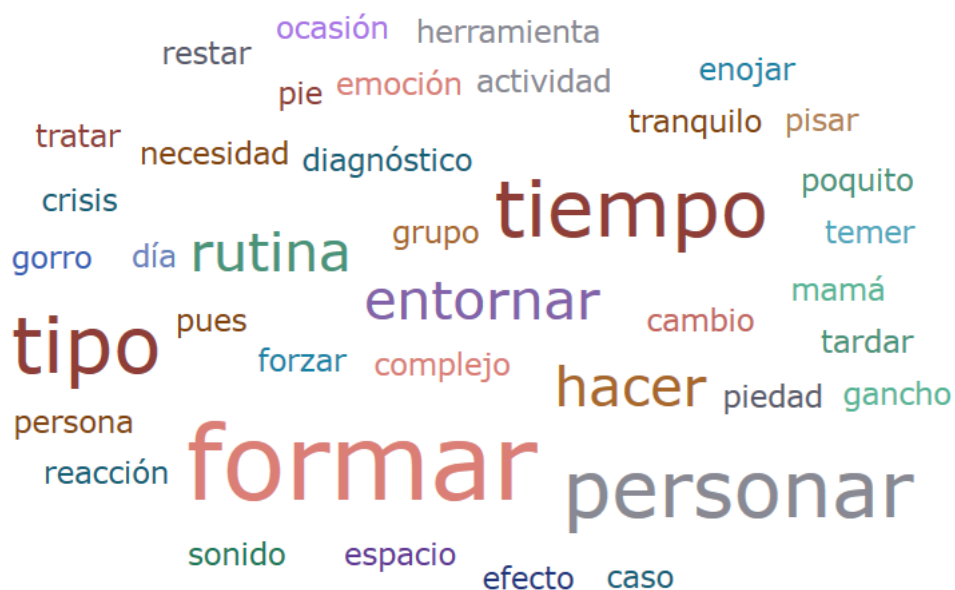 ocasión herramienta
restar
enojar
pie emoción actividad
tranquilo pisar
tratar
necesidad diagnóstico
poquito
crisis
tiempo
grupo
temer
gorro día rutina
mamá
entornar
cambio
pues
tardar
tipo
forzar complejo
hacer piedad gancho
persona
formar
reacción
personar
sonido espacio
efecto caso